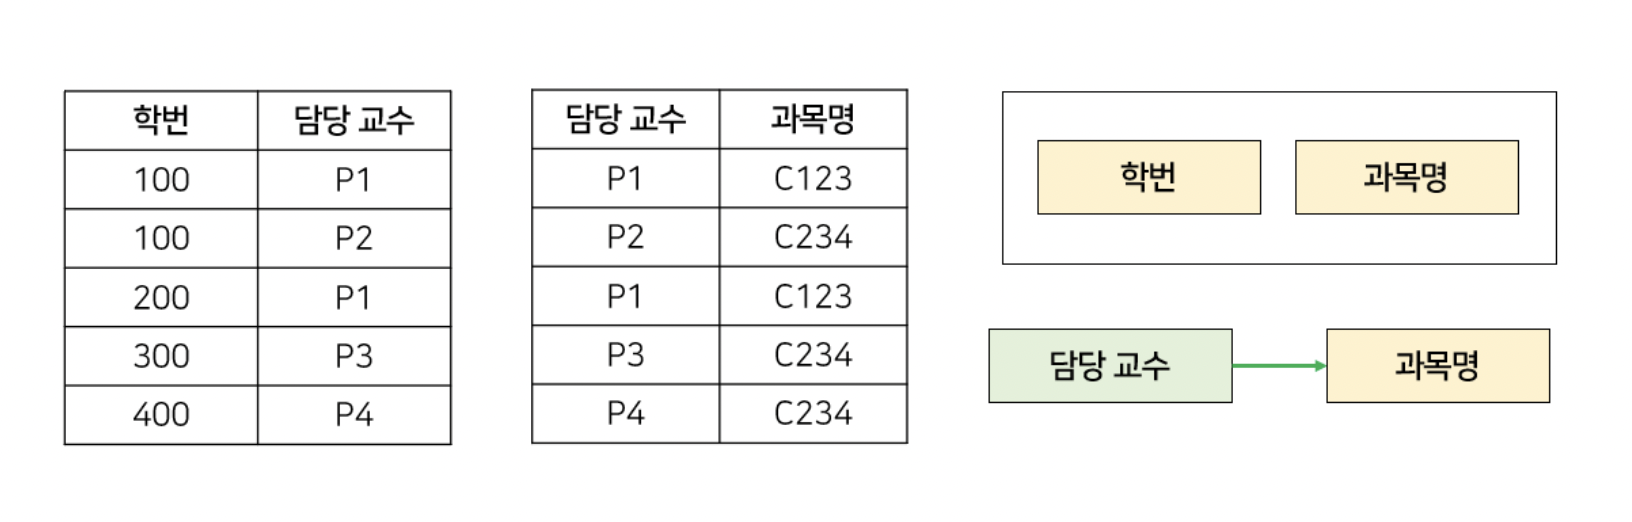 학번 담당 교수
100 P1
100 P2
200 P1
300 P3
400 P4
담당 교수 과목명
P1 C123
P2 C234
P1 C123
P3 C234
P4 C234
학번 과목명
담당 교수 과목명